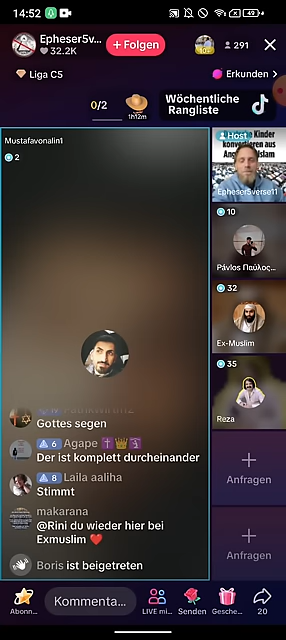 14:52
49
Epheser5v...
32.2K
+ Folgen
291
Liga C5
Erkunden >
0/2
1h12m
Wöchentliche
Rangliste
Mustafavonalin1
2
Host
Kinder
konvertieren aus
Islam
Epheser5verse11
10
Pávlos Παῦλος...
32
Ex-Muslim
35
Reza
Anfragen
Anfragen
Gottes segen
6 Agape
Der ist komplett durcheinander
8 Laila aaliha
Stimmt
makarana
@Rini du wieder hier bei
Exmuslim ❤️
Boris ist beigetreten
Abonn...
Kommenta...
LIVE mi...
Senden
Gesche...
20